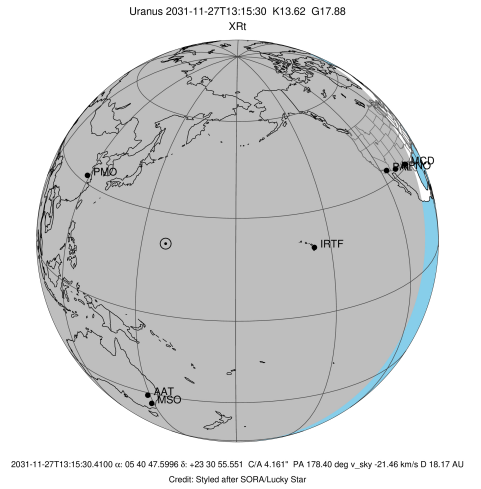 Uranus 2031-11-27T13:15:30 K13.62 G17.88
XRt
MCD
PMO
IRTF
AAT
MSO
2031-11-27T13:15:30.4100 α: 05 40 47.5996 δ: +23 30 55.551 C/A 4.161" PA 178.40 deg v_sky -21.46 km/s D 18.17 AU
Credit: Styled after SORA/Lucky Star